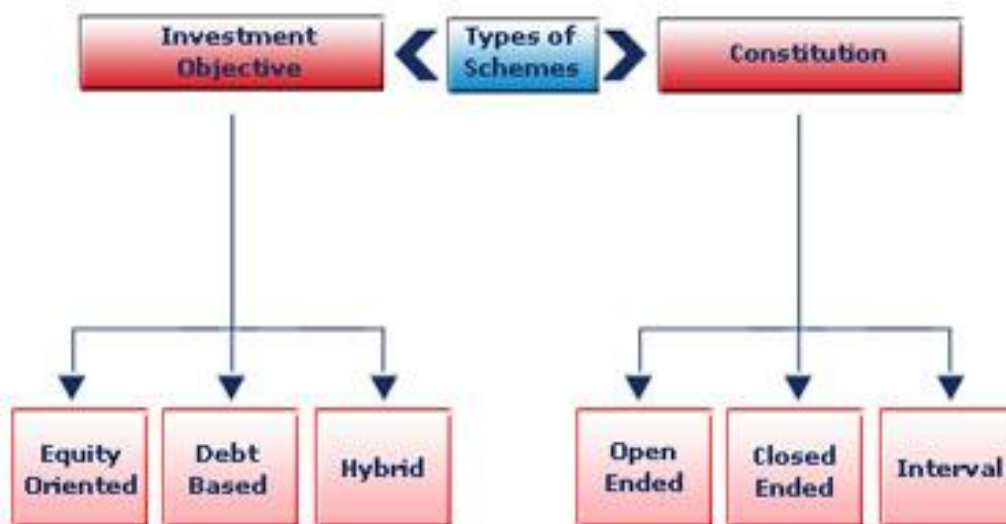 Investment
Objective
Types of
Schemes
Constitution
Equity
Oriented
Debt
Based
Hybrid
Open
Ended
Closed
Ended
Interval